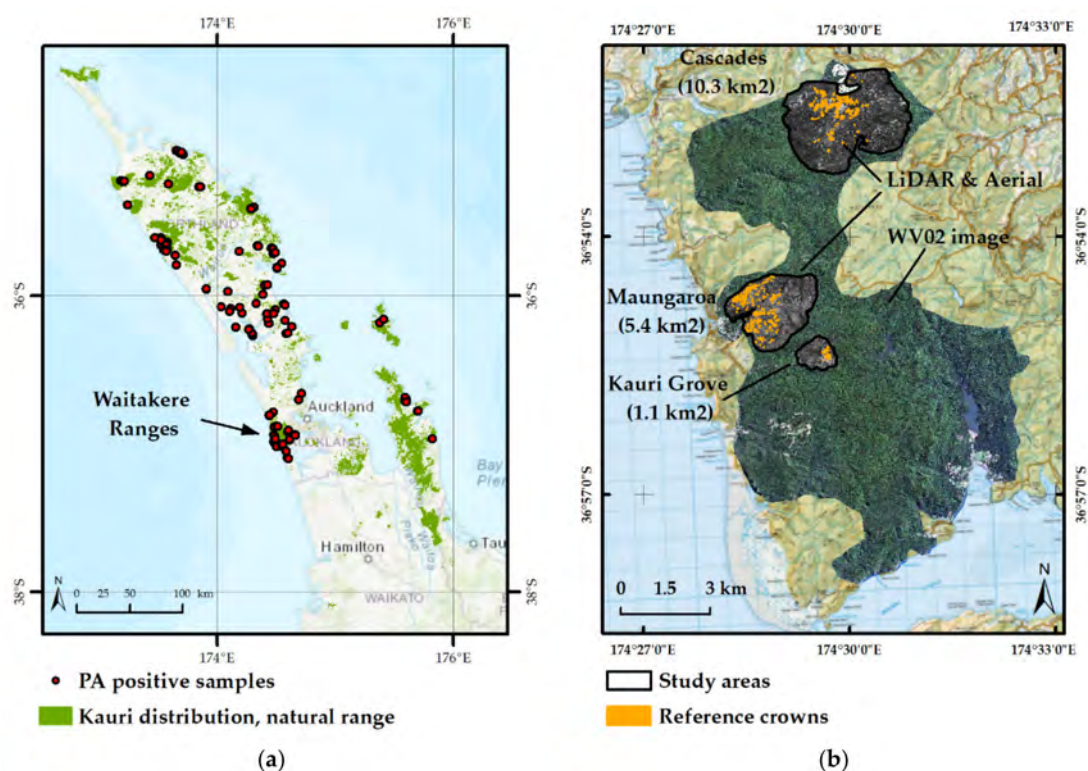 174°E
176°E
36°S
38°S
Waitakere
Ranges
Auckland
Hamilton
WAIKATO
Bay
Tau
N
0 25 50 100 km
174°E
176°E
PA positive samples
Kauri distribution, natural range
(a)
174°27'0"E
174°30'0"E
174°33'0"E
Cascades
(10.3 km2)
LiDAR & Aerial
36°54'0"S
36°54'0"S
WV02 image
Maungaroa
(5.4 km2)
Kauri Grove
(1.1 km2)
36°57'0"S
36°57'0"S
0 1.5 3 km
N
174°27'0"E
174°30'0"E
174°33'0"E
Study areas
Reference crowns
(b)